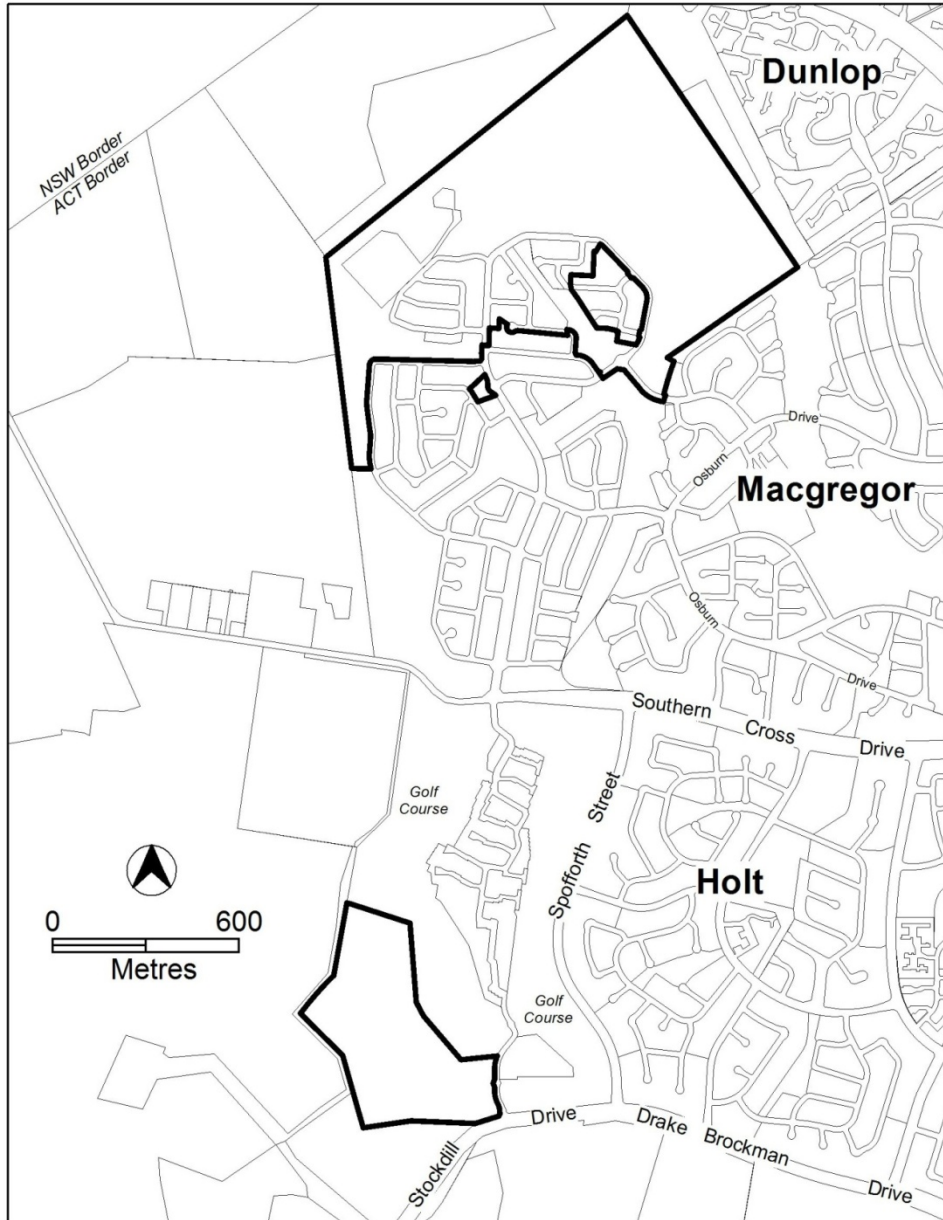 Dunlop
NSW Border
ACT Border
Drive
Osburn
Macgregor
Osburn
Drive
Southern Cross Drive
Golf
Course
Spofforth Street
Holt
0 600
Metres
Golf
Course
Stockdill Drive
Drake Brockman Drive